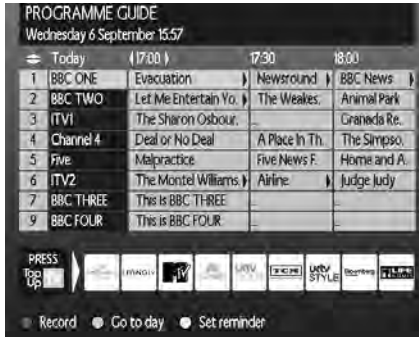 PROGRAMME GUIDE
Wednesday 6 September 15.57
Today 17:00 17:30 18:00
1 BBC ONE Evacuation Newsround BBC News
2 BBC TWO Let Me Entertain Yo. The Weakes. Animal Park
3 ITV1 The Sharon Osbour. Granada Re.
4 Channel 4 Deal or No Deal A Place In Th. The Simpso.
5 Five Malpractice Five News F. Home and A.
6 ITV2 The Montel Williams Airline Judge Judy
7 BBC THREE This is BBC THREE
9 BBC FOUR This is BBC FOUR
PRESS
Top Up
MTV TCM uktv STYLE Bloomberg
Record Go to day Set reminder